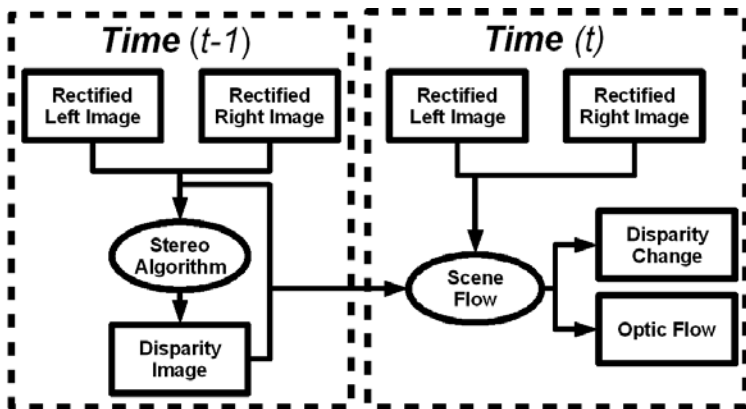 Time (t-1)
Rectified
Left Image
Rectified
Right Image
Stereo
Algorithm
Disparity
Image
Time (t)
Rectified
Left Image
Rectified
Right Image
Scene
Flow
Disparity
Change
Optic Flow